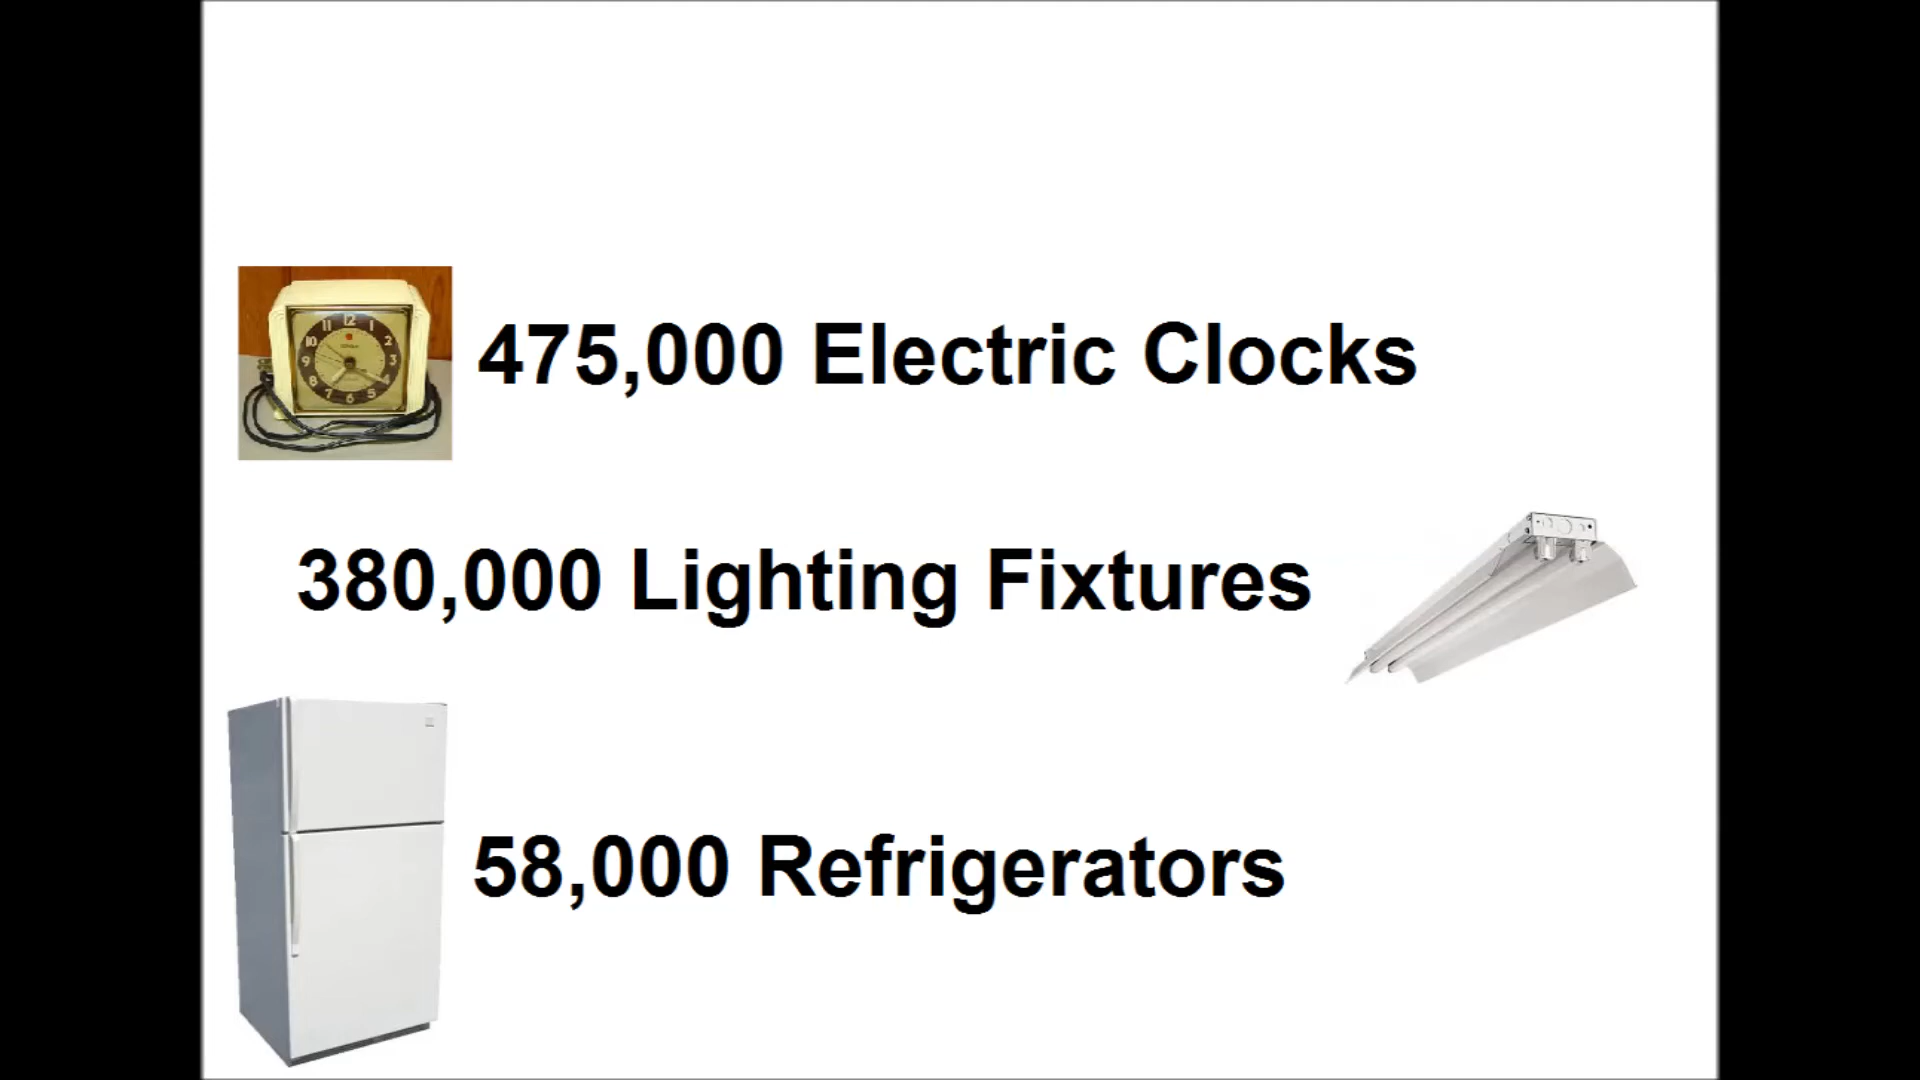 475,000 Electric Clocks
380,000 Lighting Fixtures
58,000 Refrigerators